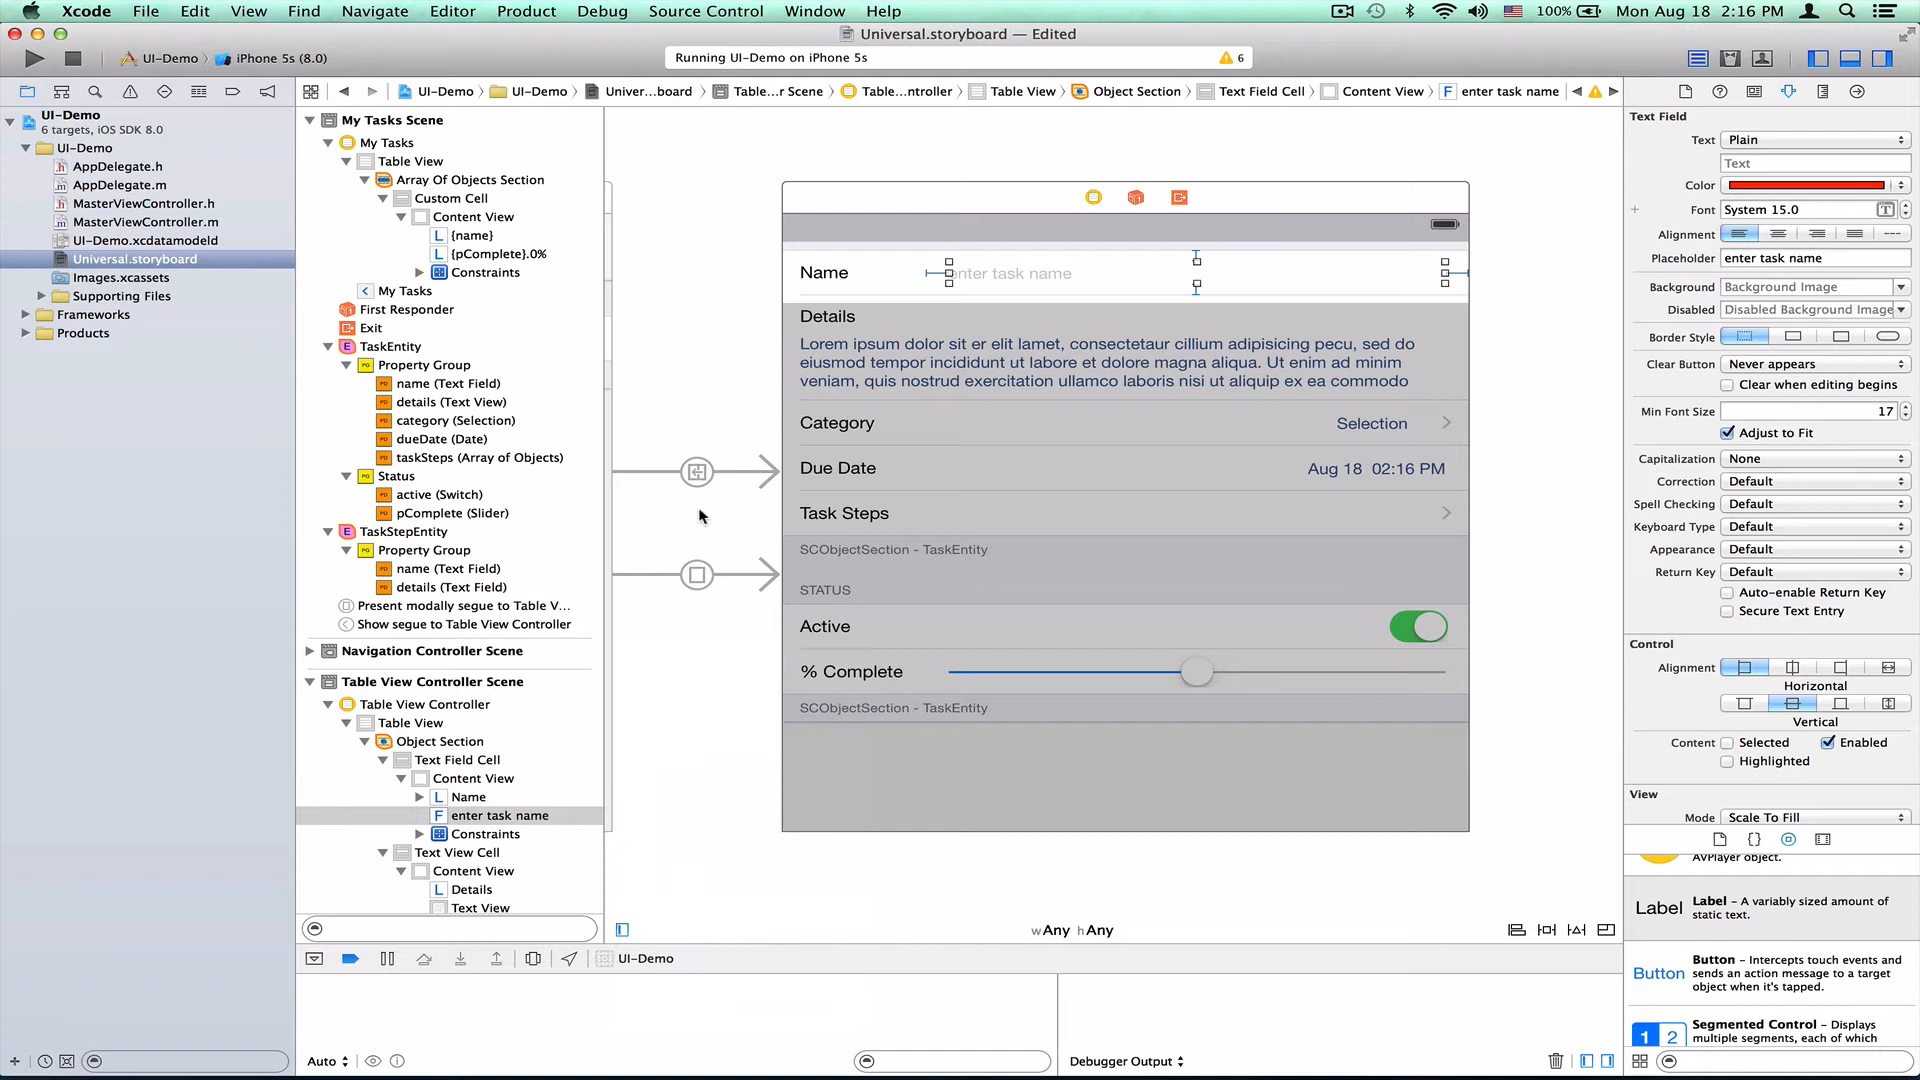 Xcode File Edit View Find Navigate Editor Product Debug Source Control Window Help 100% Mon Aug 18 2:16 PM
Universal.storyboard — Edited
UI-Demo iPhone 5s (8.0) Running UI-Demo on iPhone 5s 6
UI-Demo UI-Demo Univer...board Table...r Scene Table...ntroller Table View Object Section Text Field Cell Content View F enter task name
UI-Demo
6 targets, iOS SDK 8.0
UI-Demo
AppDelegate.h
AppDelegate.m
MasterViewController.h
MasterViewController.m
UI-Demo.xcdatamodeld
Universal.storyboard
Images.xcassets
Supporting Files
Frameworks
Products
My Tasks Scene
My Tasks
Table View
Array Of Objects Section
Custom Cell
Content View
L {name}
L {pComplete}.0%
Constraints
My Tasks
First Responder
Exit
E TaskEntity
PG Property Group
PD name (Text Field)
PD details (Text View)
PD category (Selection)
PD dueDate (Date)
PD taskSteps (Array of Objects)
PG Status
PD active (Switch)
PD pComplete (Slider)
E TaskStepEntity
PG Property Group
PD name (Text Field)
PD details (Text Field)
Present modally segue to Table V...
Show segue to Table View Controller
Navigation Controller Scene
Table View Controller Scene
Table View Controller
Table View
Object Section
Text Field Cell
Content View
L Name
F enter task name
Constraints
Text View Cell
Content View
L Details
Text View
Name enter task name
Details
Lorem ipsum dolor sit er elit lamet, consectetaur cillium adipisicing pecu, sed do
eiusmod tempor incididunt ut labore et dolore magna aliqua. Ut enim ad minim
veniam, quis nostrud exercitation ullamco laboris nisi ut aliquip ex ea commodo
Category Selection
Due Date Aug 18 02:16 PM
Task Steps
SCObjectSection - TaskEntity
STATUS
Active
% Complete
SCObjectSection - TaskEntity
wAny hAny
UI-Demo
Auto
Debugger Output
Text Field
Text Plain
Text
Color
Font System 15.0 T
Alignment
Placeholder enter task name
Background Background Image
Disabled Disabled Background Image
Border Style
Clear Button Never appears
Clear when editing begins
Min Font Size 17
Adjust to Fit
Capitalization None
Correction Default
Spell Checking Default
Keyboard Type Default
Appearance Default
Return Key Default
Auto-enable Return Key
Secure Text Entry
Control
Alignment
Horizontal
Vertical
Content Selected Enabled
Highlighted
View
Mode Scale To Fill
AVPlayer object.
Label Label - A variably sized amount of
static text.
Button Button - Intercepts touch events and
sends an action message to a target
object when it's tapped.
1 2 Segmented Control - Displays
multiple segments, each of which